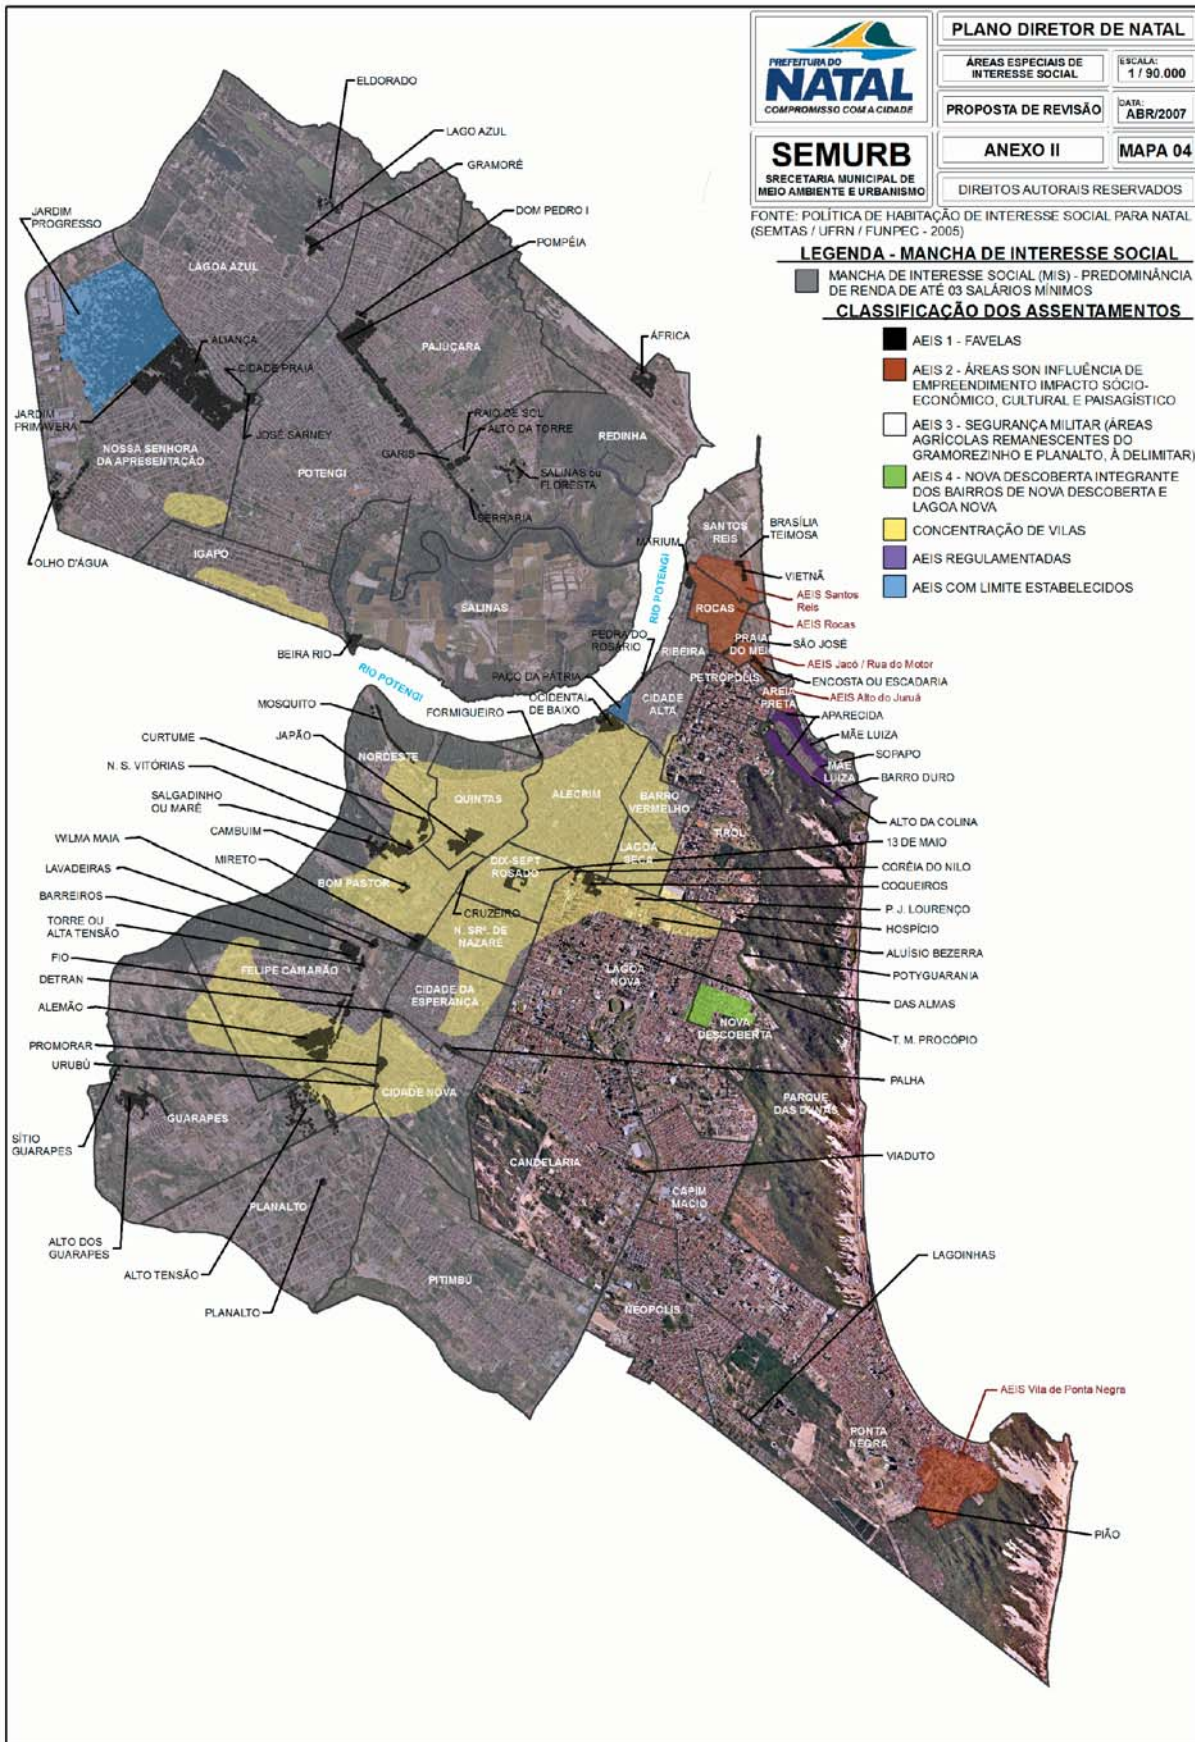 PREFEITURA DO
NATAL
COMPROMISSO COM A CIDADE
PLANO DIRETOR DE NATAL
ÁREAS ESPECIAIS DE
INTERESSE SOCIAL
ESCALA:
1 / 90.000
PROPOSTA DE REVISÃO
DATA:
ABR/2007
SEMURB
SRECETARIA MUNICIPAL DE
MEIO AMBIENTE E URBANISMO
ANEXO II
MAPA 04
DIREITOS AUTORAIS RESERVADOS
FONTE: POLÍTICA DE HABITAÇÃO DE INTERESSE SOCIAL PARA NATAL
(SEMTAS / UFRN / FUNPEC - 2005)
LEGENDA - MANCHA DE INTERESSE SOCIAL
MANCHA DE INTERESSE SOCIAL (MIS) - PREDOMINÂNCIA
DE RENDA DE ATÉ 03 SALÁRIOS MÍNIMOS
CLASSIFICAÇÃO DOS ASSENTAMENTOS
AEIS 1 - FAVELAS
AEIS 2 - ÁREAS SON INFLUÊNCIA DE
EMPREENDIMENTO IMPACTO SÓCIO-
ECONÔMICO, CULTURAL E PAISAGÍSTICO
AEIS 3 - SEGURANÇA MILITAR (ÁREAS
AGRÍCOLAS REMANESCENTES DO
GRAMOREZINHO E PLANALTO, À DELIMITAR)
AEIS 4 - NOVA DESCOBERTA INTEGRANTE
DOS BAIRROS DE NOVA DESCOBERTA E
LAGOA NOVA
CONCENTRAÇÃO DE VILAS
AEIS REGULAMENTADAS
AEIS COM LIMITE ESTABELECIDOS
ELDORADO
LAGO AZUL
GRAMORÉ
JARDIM
PROGRESSO
DOM PEDRO I
POMPÉIA
LAGOA AZUL
ÁFRICA
PAJUÇARA
ALIANÇA
CIDADE PRAIA
JARDIM
PRIMAVERA
RAIO DE SOL
ALTO DA TORRE
JOSÉ SARNEY
REDINHA
NOSSA SENHORA
DA APRESENTAÇÃO
GARIS
POTENGI
SALINAS ou
FLORESTA
SERRARIA
IGAPÓ
OLHO D'ÁGUA
SALINAS
RIO POTENGI
SANTOS
REIS
BRASÍLIA
TEIMOSA
MARIUM
VIETNÃ
AEIS Santos
Reis
ROCAS
AEIS Rocas
PRAIA
DO MEI
SÃO JOSÉ
BEIRA RIO
PEDRA DO
ROSÁRIO
RIBEIRA
AEIS Jacó / Rua do Motor
RIO POTENGI
PAÇO DA PÁTRIA
PETRÓPOLIS
ENCOSTA OU ESCADARIA
AREIA
PRETA
AEIS Alto do Juruá
OCIDENTAL
DE BAIXO
CIDADE
ALTA
MOSQUITO
FORMIGUEIRO
APARECIDA
MÃE LUIZA
CURTUME
JAPÃO
SOPAPO
NORDESTE
MÃE
LUIZA
BARRO DURO
N. S. VITÓRIAS
SALGADINHO
OU MARÉ
QUINTAS
ALECRIM
BARRO
VERMELHO
ALTO DA COLINA
CAMBUIM
TIROL
WILMA MAIA
13 DE MAIO
MIRETO
LAGOA
SECA
LAVADEIRAS
DIX-SEPT
ROSADO
CORÉIA DO NILO
BOM PASTOR
COQUEIROS
BARREIROS
CRUZEIRO
P. J. LOURENÇO
TORRE OU
ALTA TENSÃO
HOSPÍCIO
N. SRª. DE
NAZARÉ
ALUÍSIO BEZERRA
FIO
FELIPE CAMARÃO
LAGOA
NOVA
POTYGUARANIA
DETRAN
CIDADE DA
ESPERANÇA
DAS ALMAS
ALEMÃO
NOVA
DESCOBERTA
T. M. PROCÓPIO
PROMORAR
URUBÚ
PALHA
CIDADE NOVA
PARQUE
DAS DUNAS
GUARAPES
SÍTIO
GUARAPES
VIADUTO
CANDELÁRIA
CAPIM
MACIO
PLANALTO
ALTO DOS
GUARAPES
LAGOINHAS
ALTO TENSÃO
PITIMBÚ
PLANALTO
NEÓPOLIS
AEIS Vila de Ponta Negra
PONTA
NEGRA
PIÃO